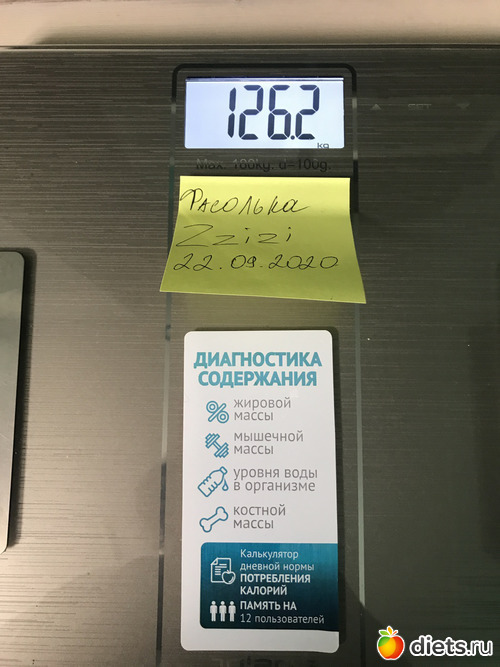 126.2
kg
SET
Max. 180kg. d=100g.
Фасолька
Zzizi
22.09.2020
ДИАГНОСТИКА
СОДЕРЖАНИЯ
жировой
массы
мышечной
массы
уровня воды
в организме
костной
массы
Калькулятор
дневной нормы
ПОТРЕБЛЕНИЯ
КАЛОРИЙ
ПАМЯТЬ НА
12 пользователей
diets.ru